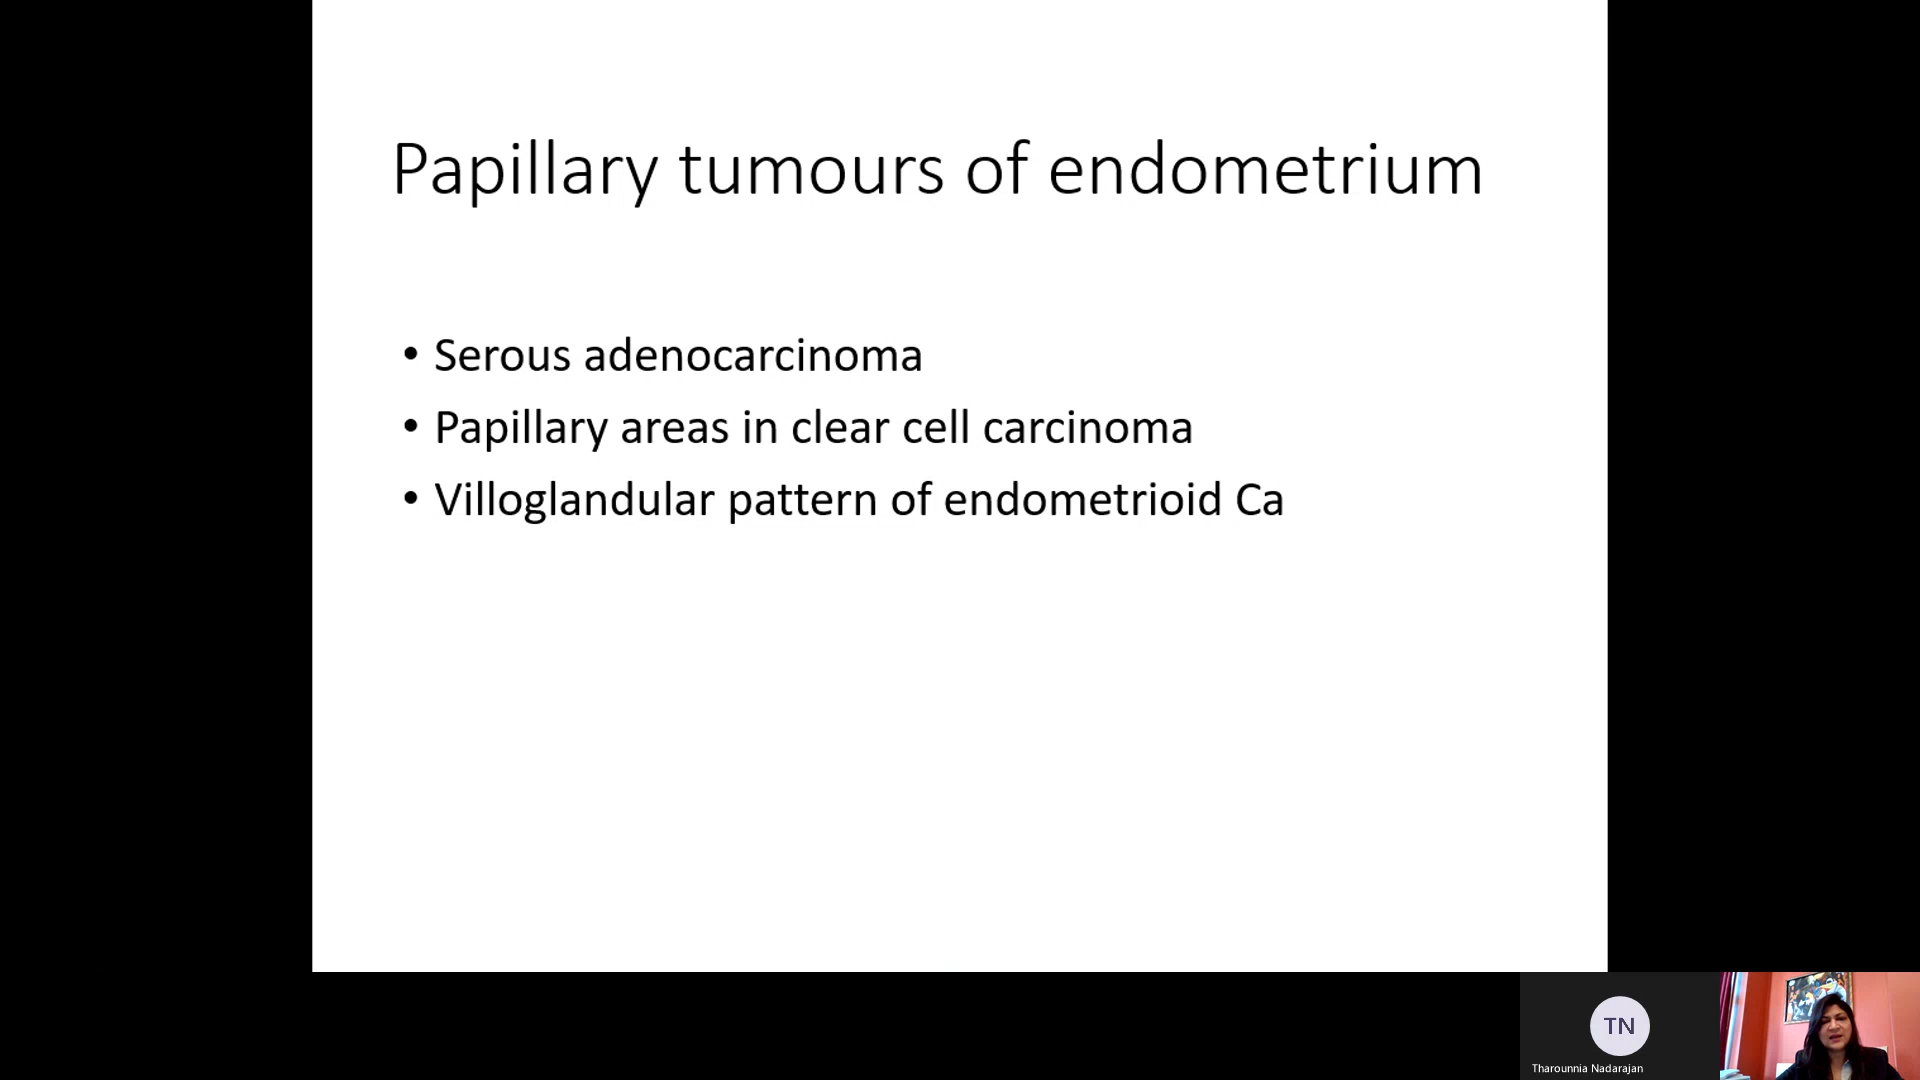 Papillary tumours of endometrium
• Serous adenocarcinoma
• Papillary areas in clear cell carcinoma
• Villoglandular pattern of endometrioid Ca
TN
Tharounnia Nadarajan